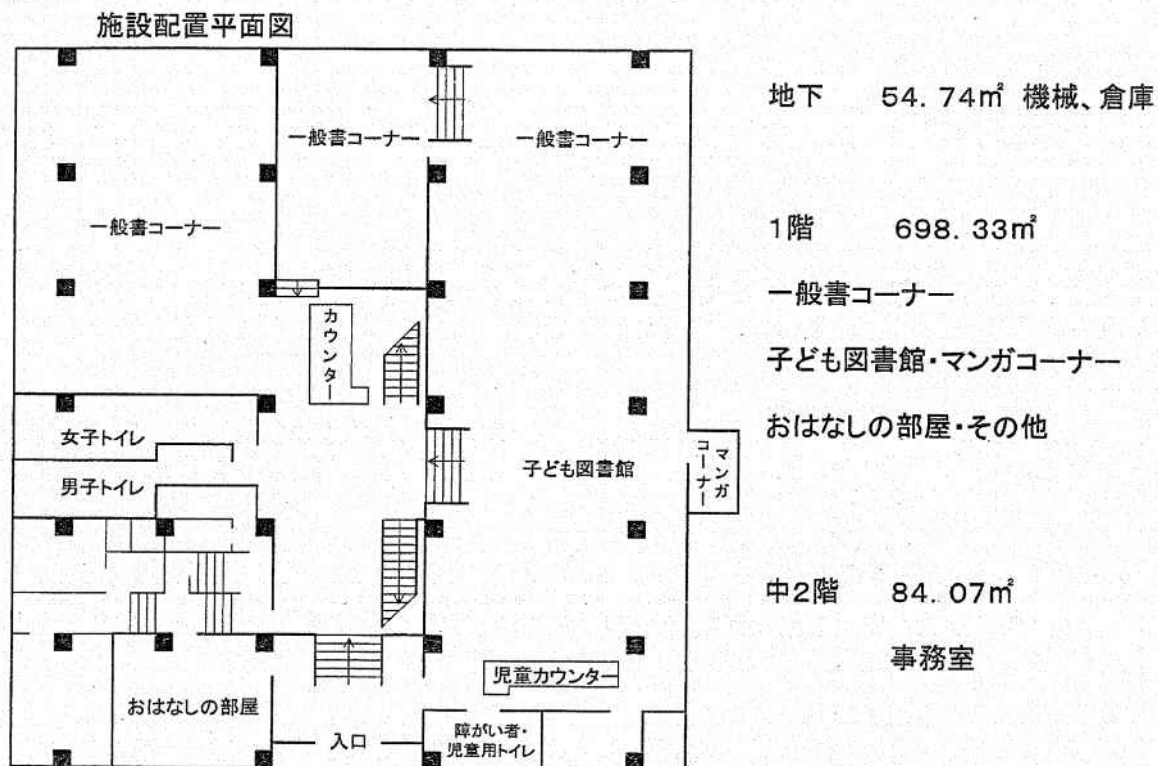 施設配置平面図
一般書コーナー
一般書コーナー
一般書コーナー
カウンター
女子トイレ
男子トイレ
子ども図書館
マンガ
コーナー
児童カウンター
おはなしの部屋
入口
障がい者・
児童用トイレ
地下 54.74㎡ 機械、倉庫
1階 698.33㎡
一般書コーナー
子ども図書館・マンガコーナー
おはなしの部屋・その他
中2階 84.07㎡
事務室